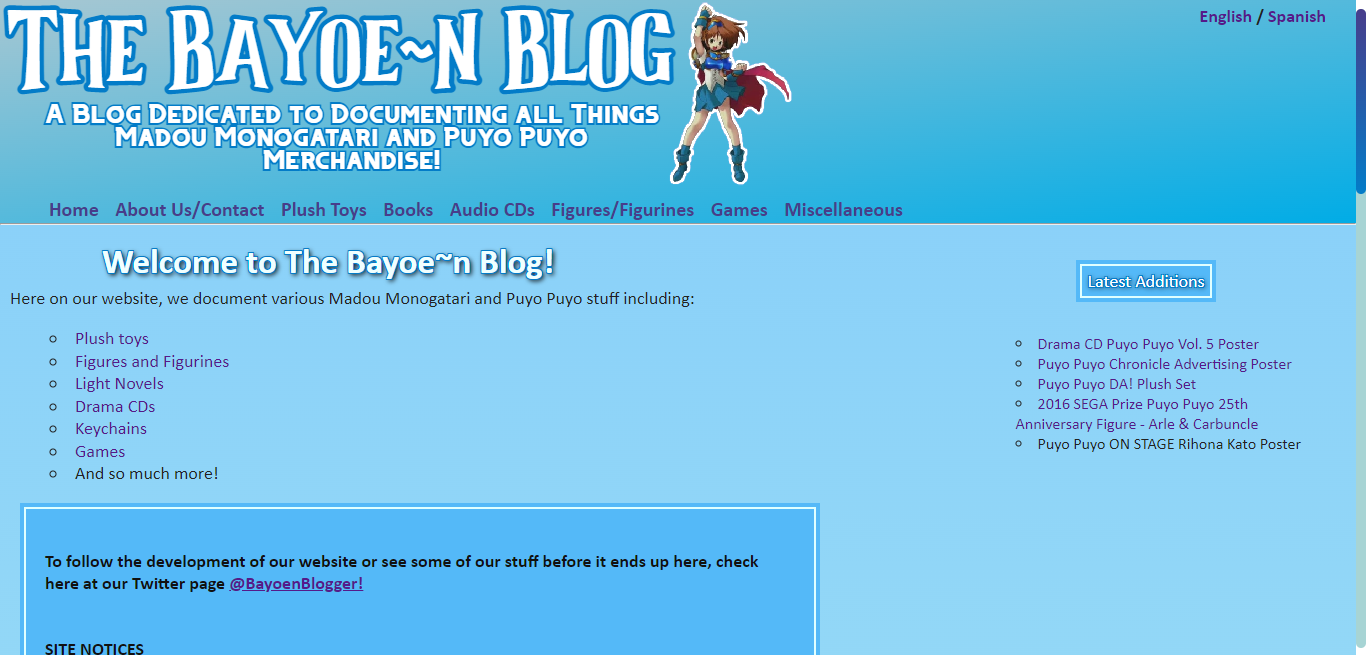 The Bayoe~n Blog
A Blog Dedicated to Documenting all Things
Madou Monogatari and Puyo Puyo
Merchandise!
English / Spanish
Home About Us/Contact Plush Toys Books Audio CDs Figures/Figurines Games Miscellaneous
Welcome to The Bayoe~n Blog!
Here on our website, we document various Madou Monogatari and Puyo Puyo stuff including:
Plush toys
Figures and Figurines
Light Novels
Drama CDs
Keychains
Games
And so much more!
To follow the development of our website or see some of our stuff before it ends up here, check
here at our Twitter page @BayoenBlogger!
SITE NOTICES
Latest Additions
Drama CD Puyo Puyo Vol. 5 Poster
Puyo Puyo Chronicle Advertising Poster
Puyo Puyo DA! Plush Set
2016 SEGA Prize Puyo Puyo 25th
Anniversary Figure - Arle & Carbuncle
Puyo Puyo ON STAGE Rihona Kato Poster